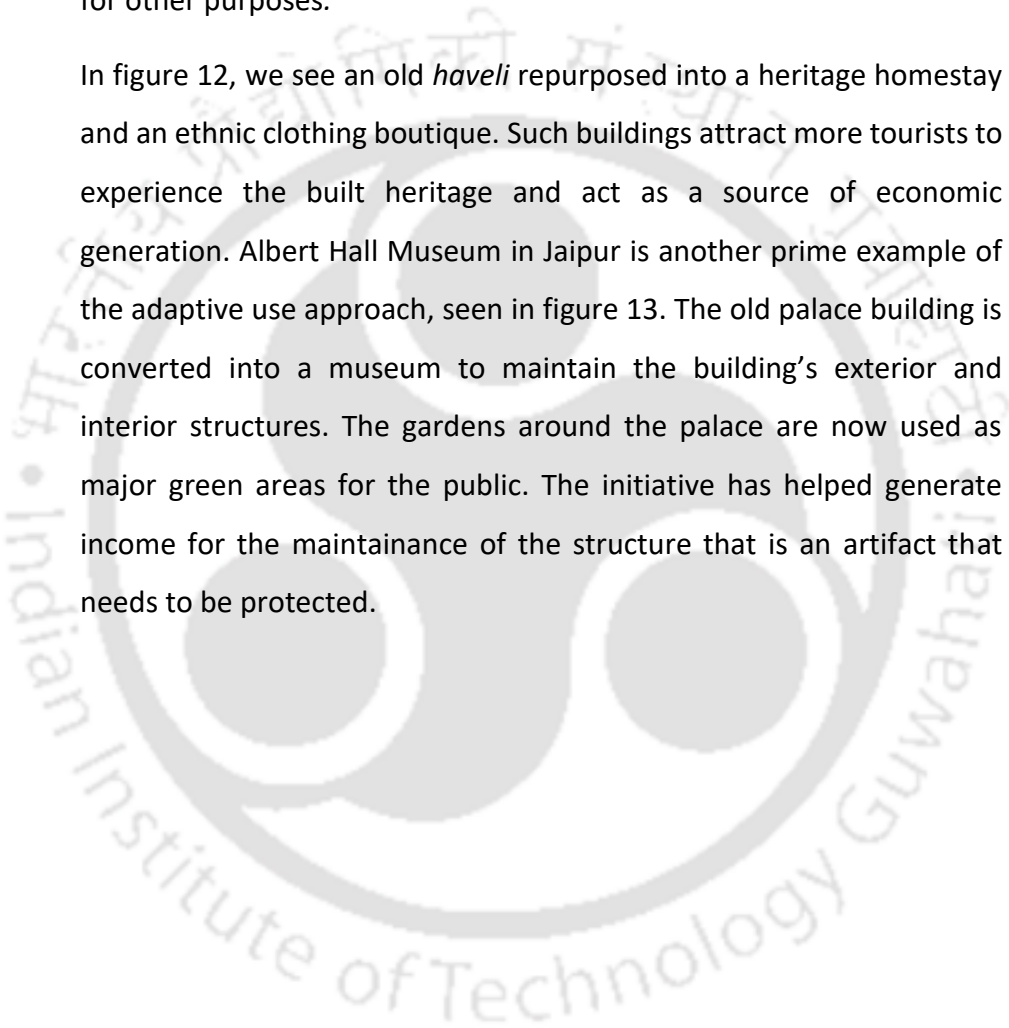 for other purposes.
In figure 12, we see an old haveli repurposed into a heritage homestay
and an ethnic clothing boutique. Such buildings attract more tourists to
experience the built heritage and act as a source of economic
generation. Albert Hall Museum in Jaipur is another prime example of
the adaptive use approach, seen in figure 13. The old palace building is
converted into a museum to maintain the building’s exterior and
interior structures. The gardens around the palace are now used as
major green areas for the public. The initiative has helped generate
income for the maintainance of the structure that is an artifact that
needs to be protected.
भारतीय प्रौद्योगिकी संस्थान गुवाहाटी
• Indian Institute of Technology Guwahati •